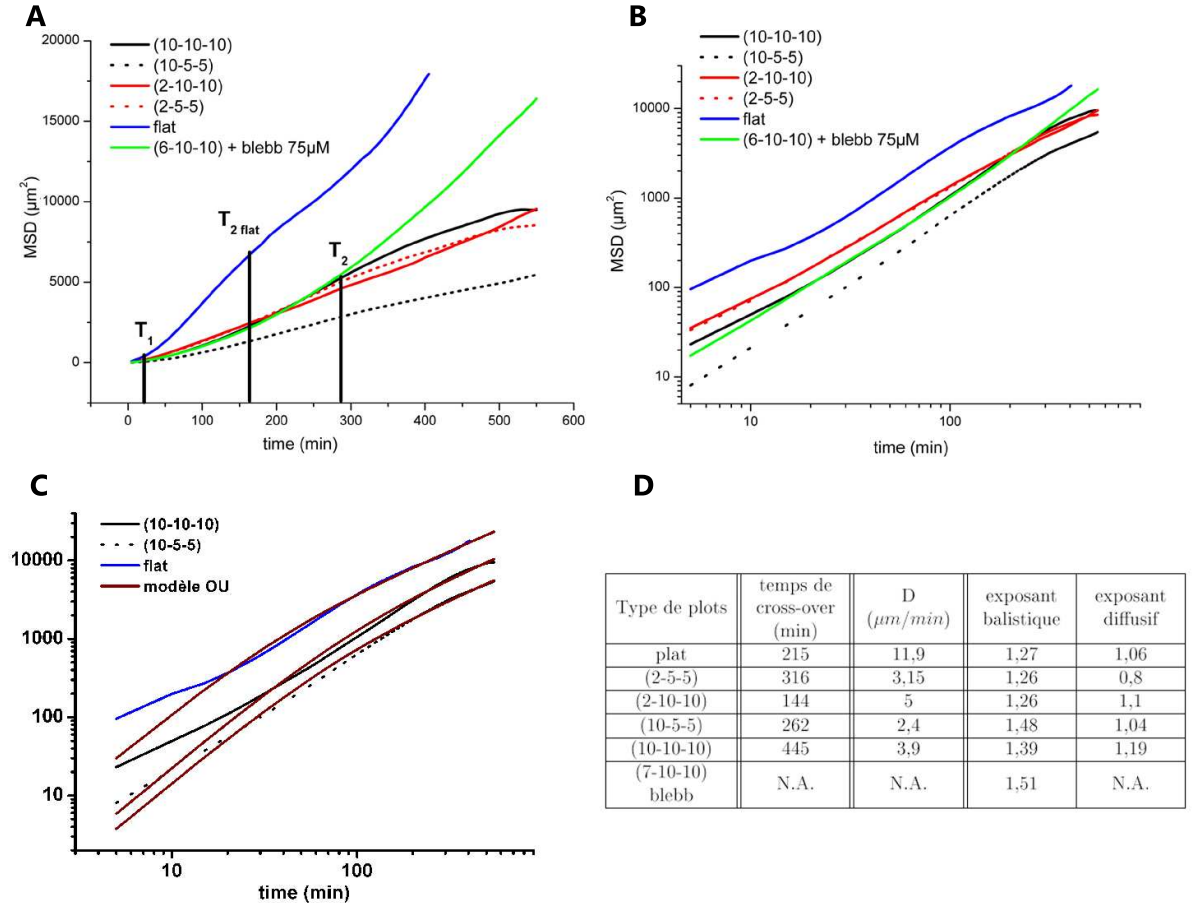 A
20000
15000
10000
5000
0
MSD (µm²)
(10-10-10)
(10-5-5)
(2-10-10)
(2-5-5)
flat
(6-10-10) + blebb 75µM
T1
T2 flat
T2
0 100 200 300 400 500 600
time (min)
B
10000
1000
100
10
MSD (µm²)
(10-10-10)
(10-5-5)
(2-10-10)
(2-5-5)
flat
(6-10-10) + blebb 75µM
10 100
time (min)
C
10000
1000
100
10
(10-10-10)
(10-5-5)
flat
modèle OU
10 100
time (min)
D
Type de plots temps de cross-over (min) D (µm/min) exposant balistique exposant diffusif
plat 215 11,9 1,27 1,06
(2-5-5) 316 3,15 1,26 0,8
(2-10-10) 144 5 1,26 1,1
(10-5-5) 262 2,4 1,48 1,04
(10-10-10) 445 3,9 1,39 1,19
(7-10-10) blebb N.A. N.A. 1,51 N.A.